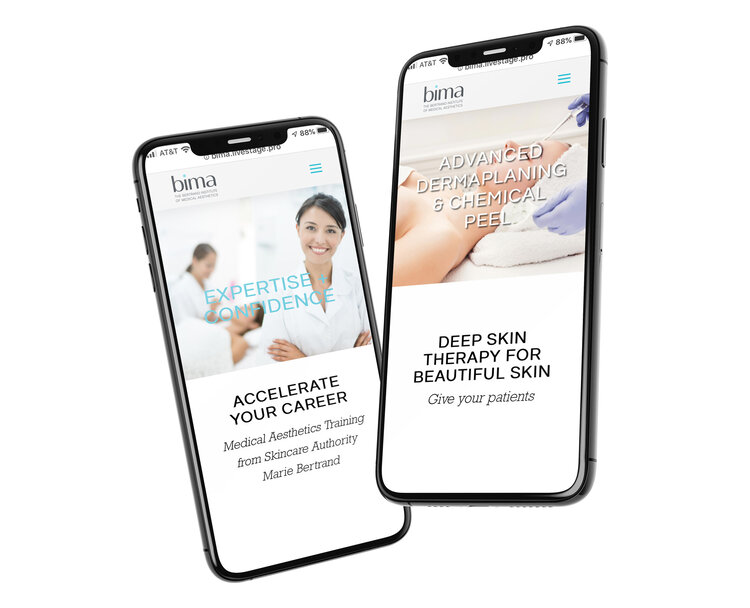 AT&T
88%
bima.livestage.pro
bima
THE BERTRAND INSTITUTE
OF MEDICAL AESTHETICS
EXPERTISE +
CONFIDENCE
ACCELERATE
YOUR CAREER
Medical Aesthetics Training
from Skincare Authority
Marie Bertrand
AT&T
88%
bima.livestage.pro
bima
THE BERTRAND INSTITUTE
OF MEDICAL AESTHETICS
ADVANCED
DERMAPLANING
& CHEMICAL
PEEL
DEEP SKIN
THERAPY FOR
BEAUTIFUL SKIN
Give your patients